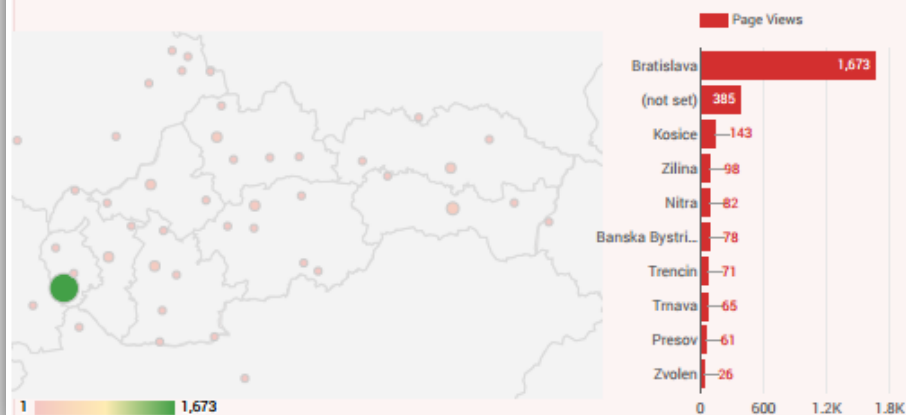 Page Views
Bratislava 1,673
(not set) 385
Kosice 143
Zilina 98
Nitra 82
Banska Bystri... 78
Trencin 71
Trnava 65
Presov 61
Zvolen 26
0 600 1.2K 1.8K
1 1,673